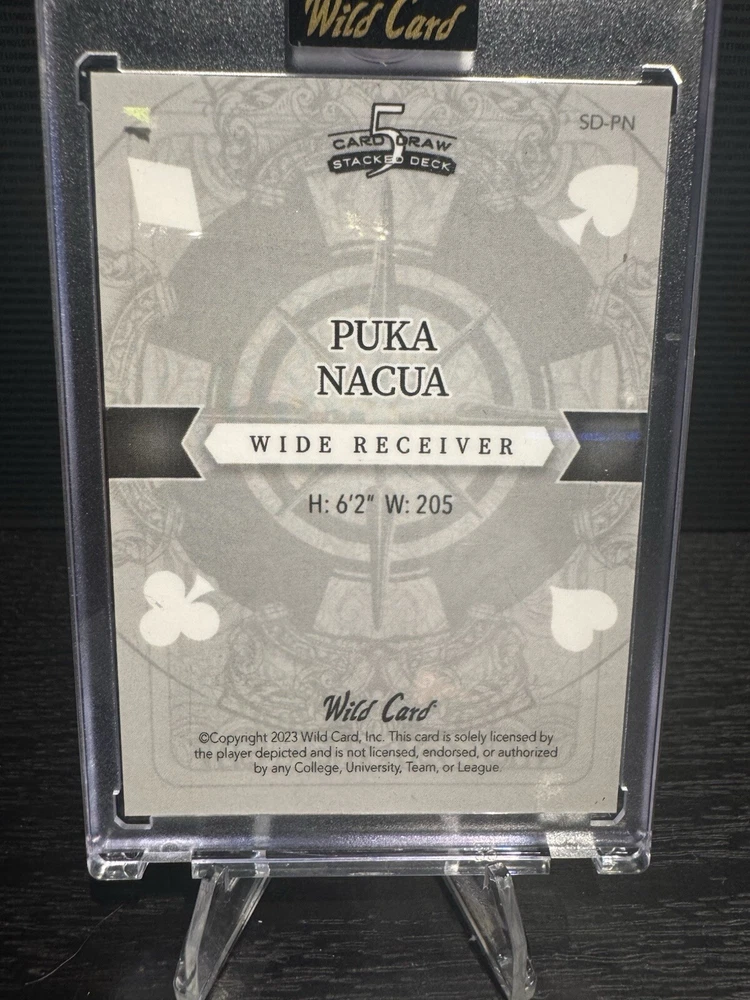 Wild Card
SD-PN
5
CARD DRAW
STACKED DECK
PUKA
NACUA
WIDE RECEIVER
H: 6'2" W: 205
Wild Card
©Copyright 2023 Wild Card, Inc. This card is solely licensed by
the player depicted and is not licensed, endorsed, or authorized
by any College, University, Team, or League.